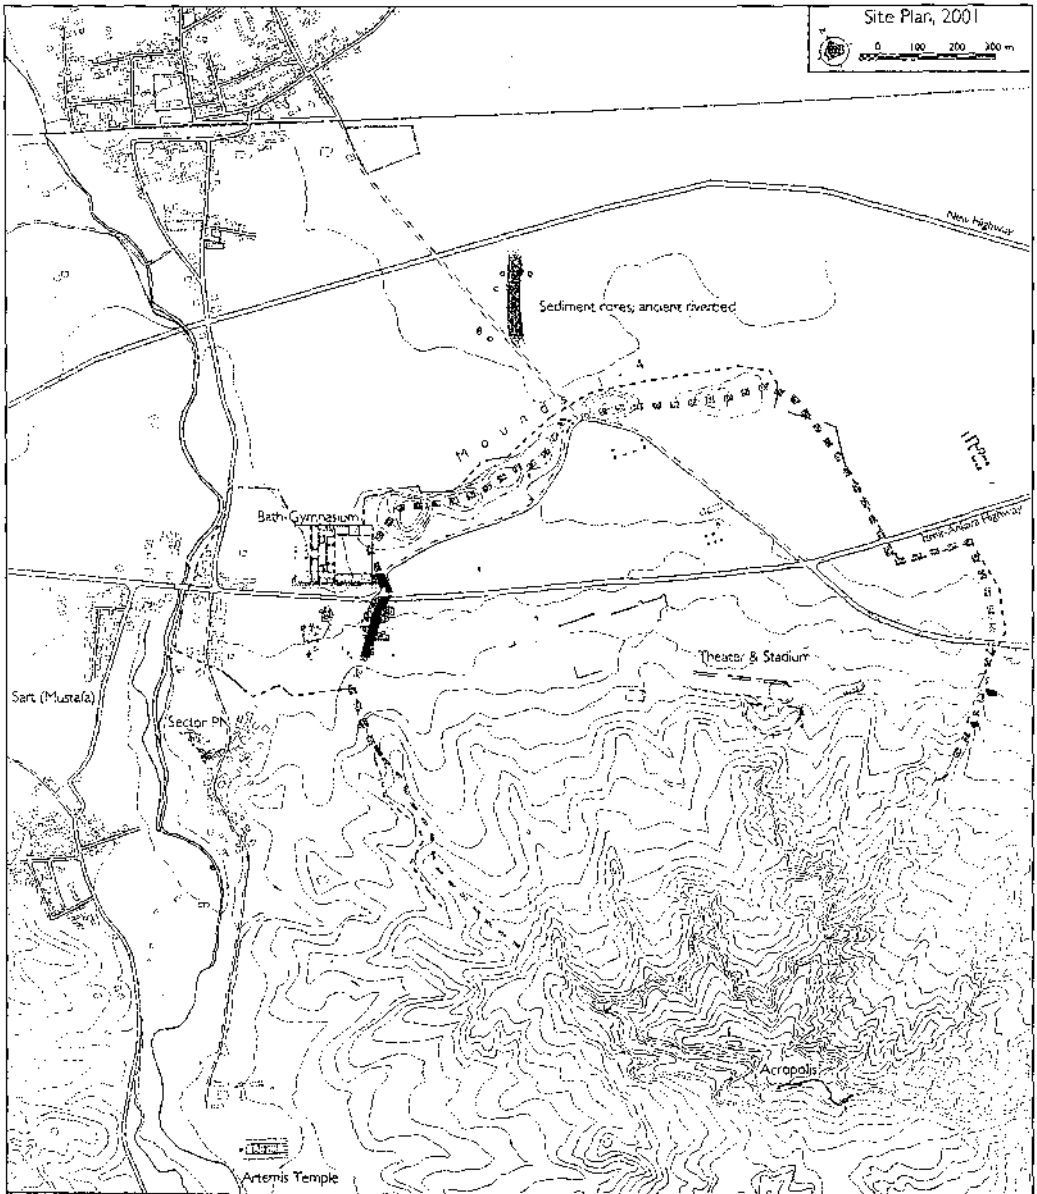 Site Plan, 2001
0 100 200 300 m
New Highway
Sediment cores; ancient riverbed
Mounds
Bath-Gymnasium
Izmir-Ankara Highway
Theater & Stadium
Sart (Mustafa)
Sector PN
Acropolis
Artemis Temple